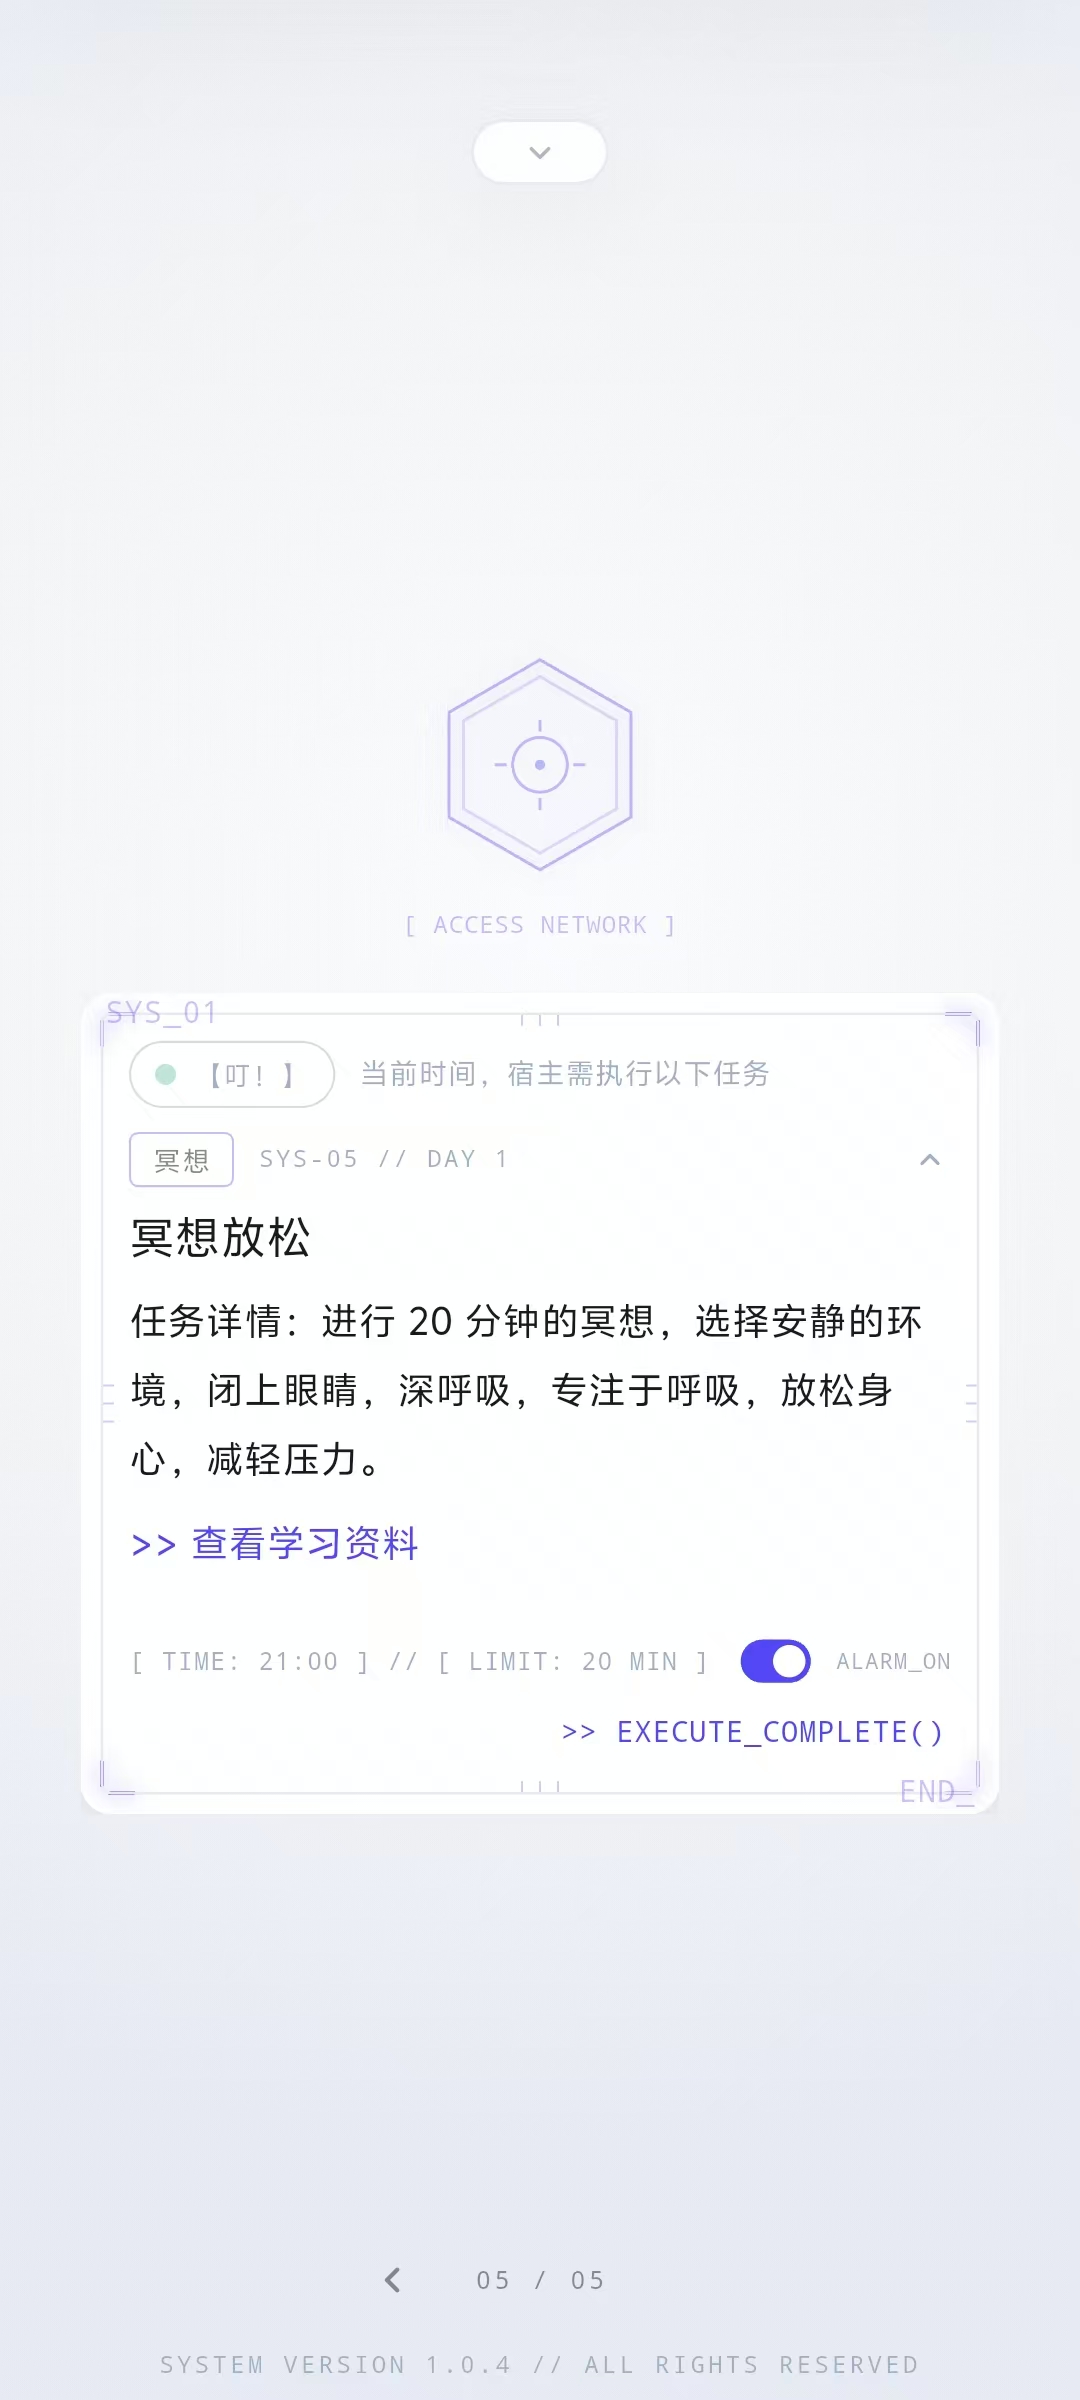 [ ACCESS NETWORK ]
SYS_01
【叮！】 当前时间，宿主需执行以下任务
冥想 SYS-05 // DAY 1
冥想放松
任务详情：进行 20 分钟的冥想，选择安静的环
境，闭上眼睛，深呼吸，专注于呼吸，放松身
心，减轻压力。
>> 查看学习资料
[ TIME: 21:00 ] // [ LIMIT: 20 MIN ] ALARM_ON
>> EXECUTE_COMPLETE()
END_
05 / 05
SYSTEM VERSION 1.0.4 // ALL RIGHTS RESERVED